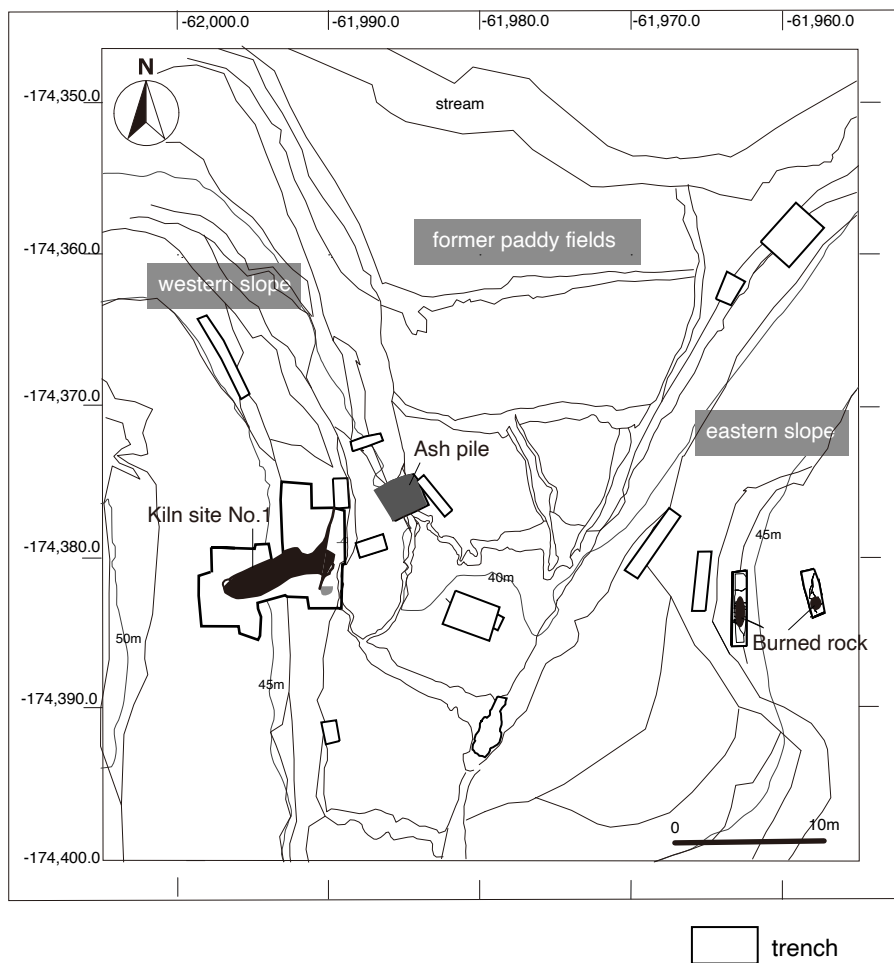 -62,000.0
-61,990.0
-61,980.0
-61,970.0
-61,960.0
N
-174,350.0
stream
former paddy fields
-174,360.0
western slope
-174,370.0
eastern slope
Ash pile
Kiln site No.1
-174,380.0
45m
40m
50m
Burned rock
45m
-174,390.0
0
10m
-174,400.0
trench